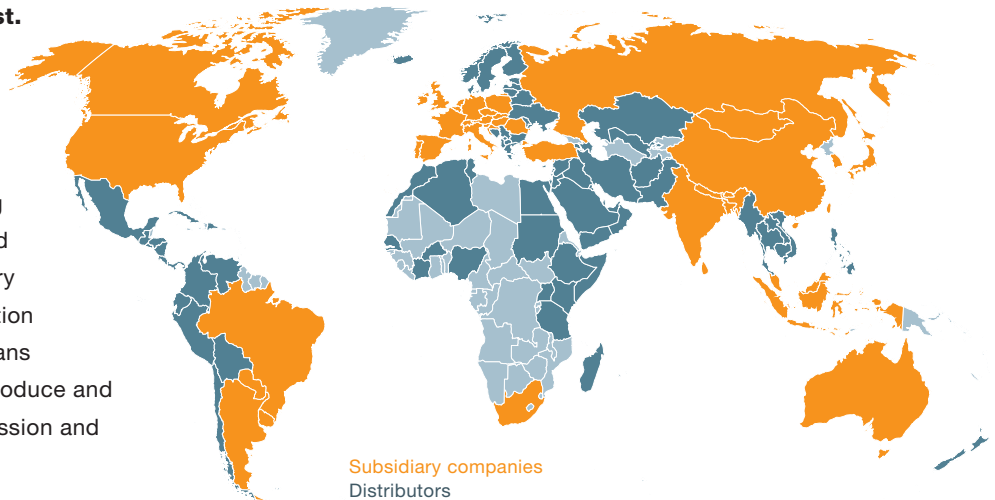 st.
g
d
ry
tion
ans
oduce and
ssion and
Subsidiary companies
Distributors